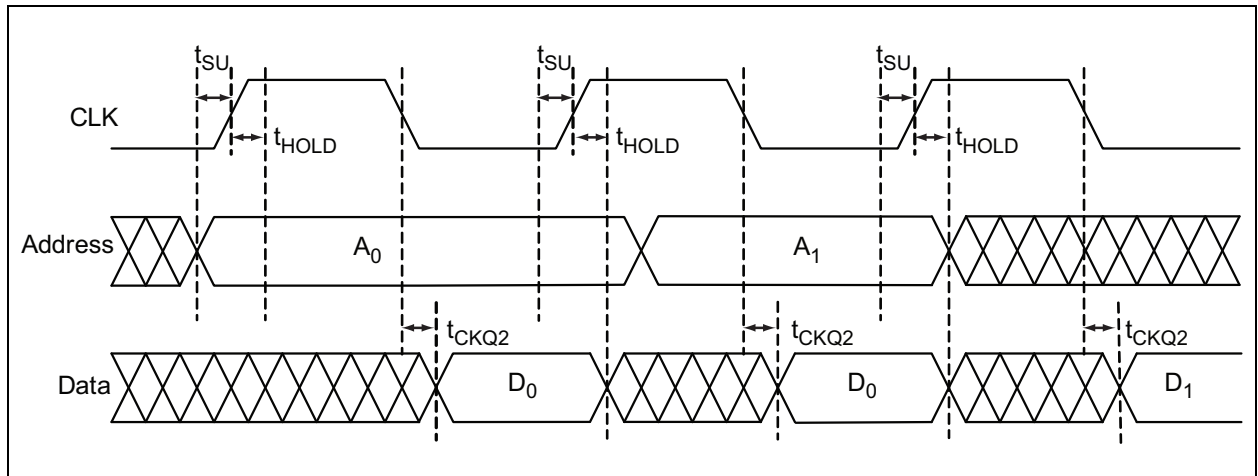 tSU tSU tSU
CLK
tHOLD tHOLD tHOLD
Address A0 A1
tCKQ2 tCKQ2 tCKQ2
Data D0 D0 D1